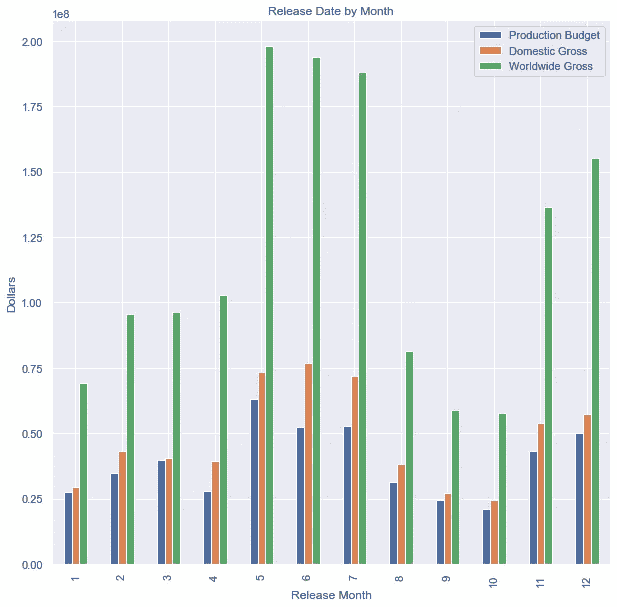 Release Date by Month
1e8
Production Budget
Domestic Gross
Worldwide Gross
2.00
1.75
1.50
1.25
1.00
0.75
0.50
0.25
0.00
Dollars
1 2 3 4 5 6 7 8 9 10 11 12
Release Month